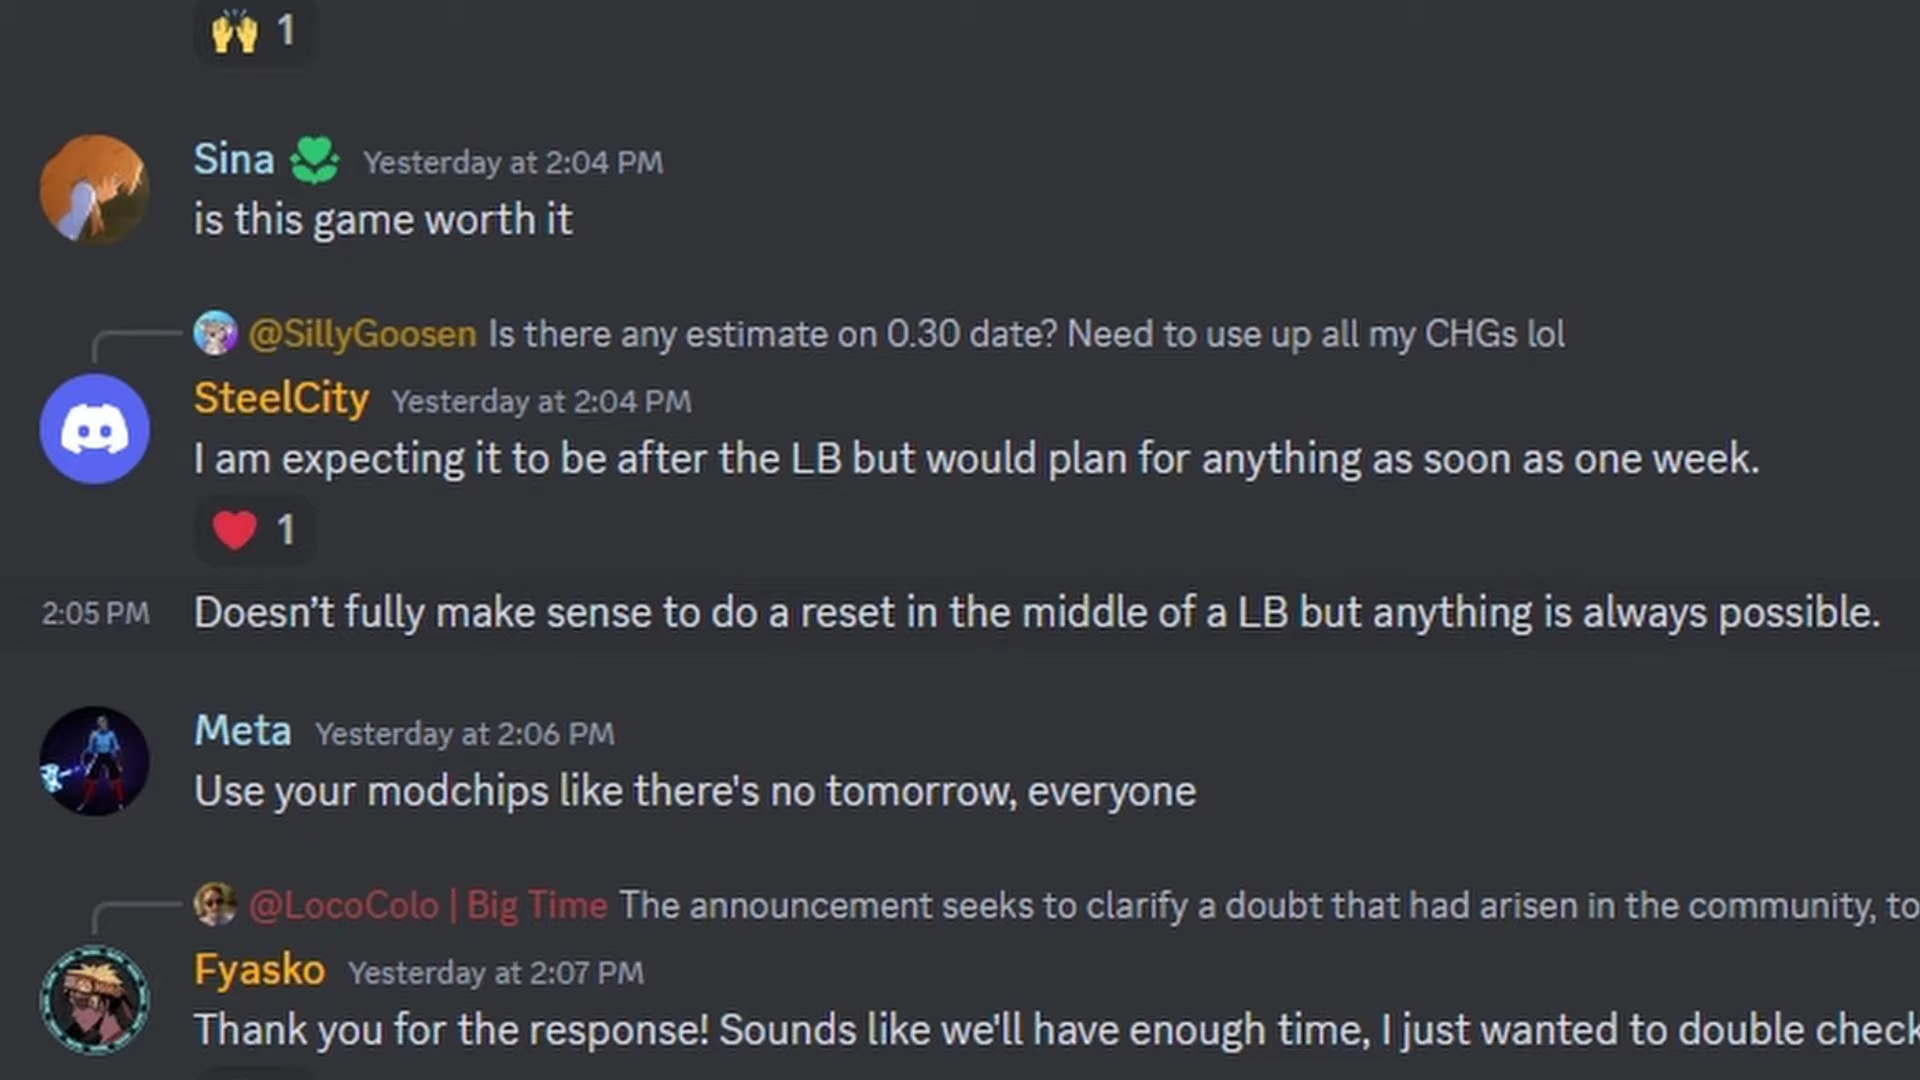 1
Sina Yesterday at 2:04 PM
is this game worth it
@SillyGoosen Is there any estimate on 0.30 date? Need to use up all my CHGs lol
SteelCity Yesterday at 2:04 PM
I am expecting it to be after the LB but would plan for anything as soon as one week.
1
2:05 PM Doesn’t fully make sense to do a reset in the middle of a LB but anything is always possible.
Meta Yesterday at 2:06 PM
Use your modchips like there's no tomorrow, everyone
@LocoColo | Big Time The announcement seeks to clarify a doubt that had arisen in the community, to
Fyasko Yesterday at 2:07 PM
Thank you for the response! Sounds like we'll have enough time, I just wanted to double check